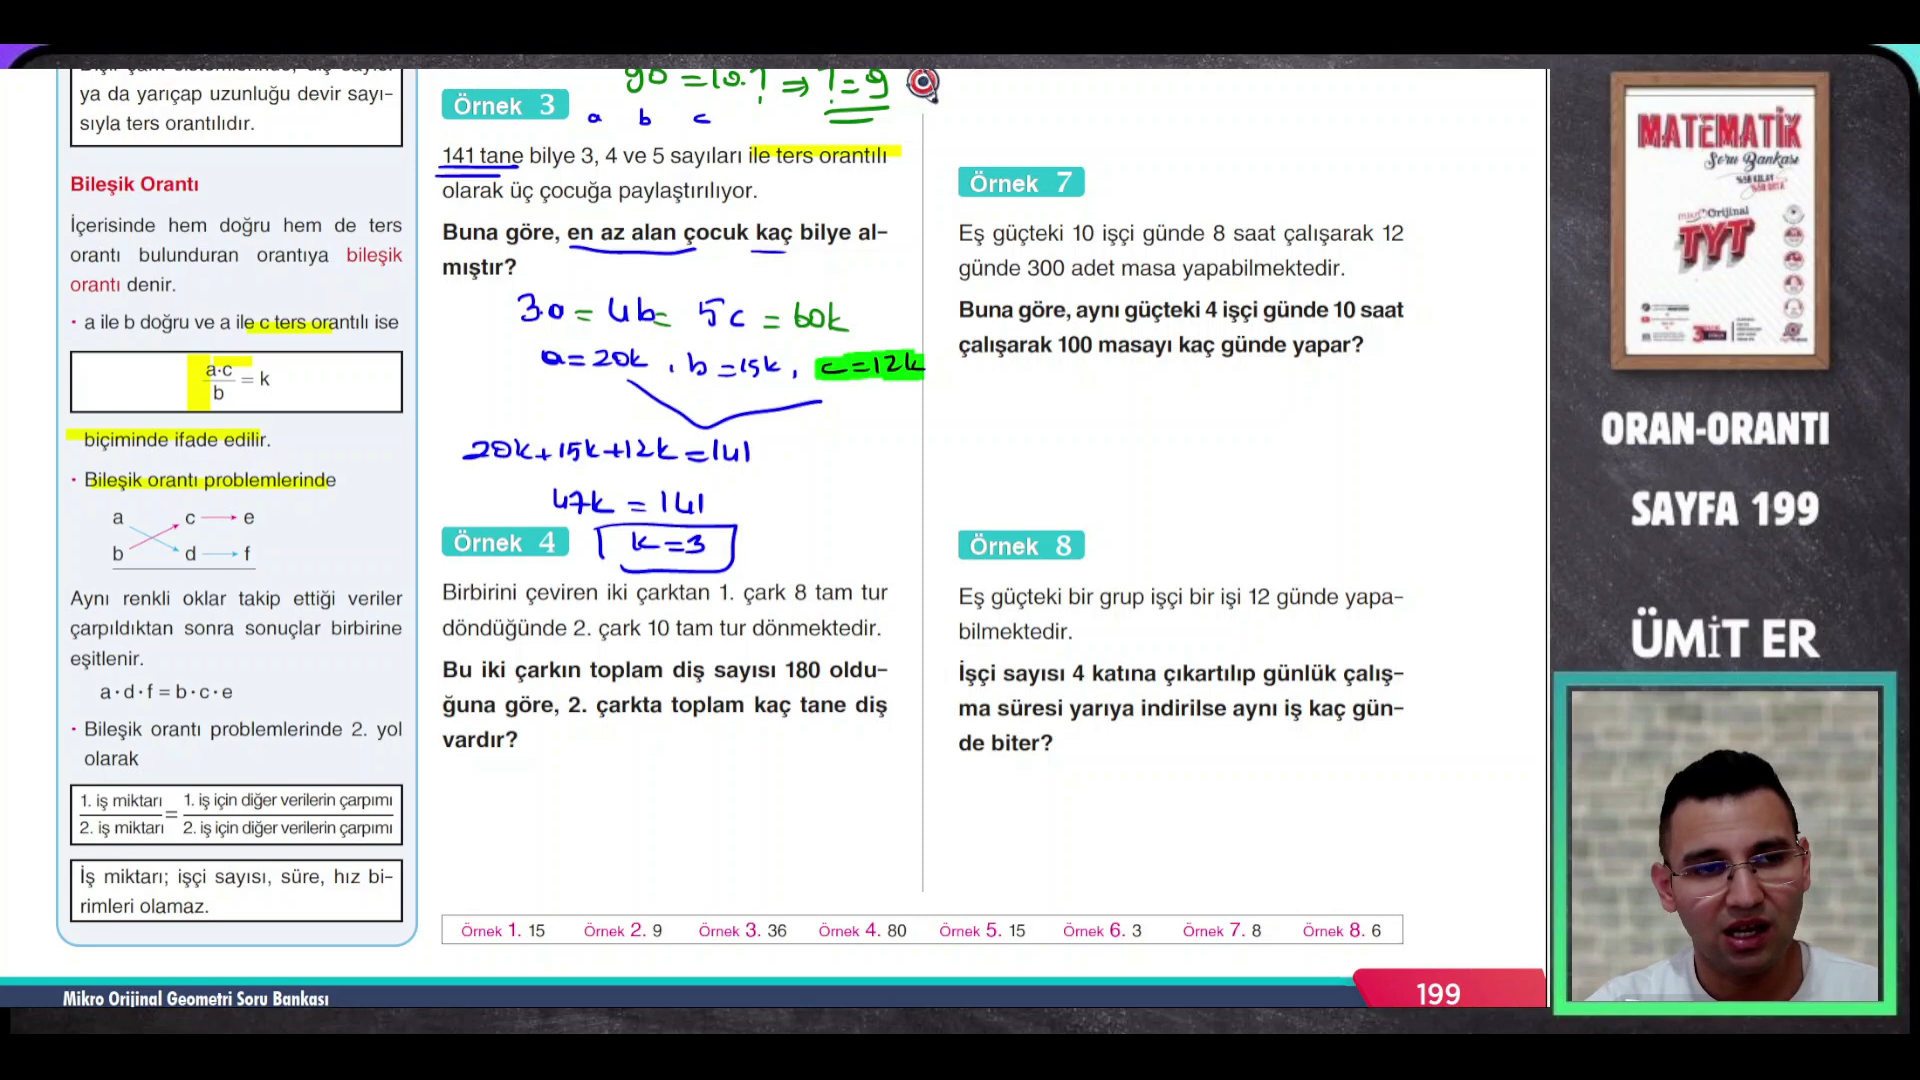 ya da yarıçap uzunluğu devir sayı-
sıyla ters orantılıdır.
Bileşik Orantı
İçerisinde hem doğru hem de ters
orantı bulunduran orantıya bileşik
orantı denir.
• a ile b doğru ve a ile c ters orantılı ise
a·c
b
= k
biçiminde ifade edilir.
• Bileşik orantı problemlerinde
a c e
b d f
Aynı renkli oklar takip ettiği veriler
çarpıldıktan sonra sonuçlar birbirine
eşitlenir.
a · d · f = b · c · e
• Bileşik orantı problemlerinde 2. yol
olarak
1. iş miktarı = 1. iş için diğer verilerin çarpımı
2. iş miktarı 2. iş için diğer verilerin çarpımı
İş miktarı; işçi sayısı, süre, hız bi-
rimleri olamaz.
90 = 10.? ⇒ ? = 9
Örnek 3
a b c
141 tane bilye 3, 4 ve 5 sayıları ile ters orantılı
olarak üç çocuğa paylaştırılıyor.
Buna göre, en az alan çocuk kaç bilye al-
mıştır?
3a = 4b = 5c = 60k
a = 20k, b = 15k, c = 12k
20k + 15k + 12k = 141
47k = 141
k = 3
Örnek 4
Birbirini çeviren iki çarktan 1. çark 8 tam tur
döndüğünde 2. çark 10 tam tur dönmektedir.
Bu iki çarkın toplam diş sayısı 180 oldu-
ğuna göre, 2. çarkta toplam kaç tane diş
vardır?
Örnek 7
Eş güçteki 10 işçi günde 8 saat çalışarak 12
günde 300 adet masa yapabilmektedir.
Buna göre, aynı güçteki 4 işçi günde 10 saat
çalışarak 100 masayı kaç günde yapar?
Örnek 8
Eş güçteki bir grup işçi bir işi 12 günde yapa-
bilmektedir.
İşçi sayısı 4 katına çıkartılıp günlük çalış-
ma süresi yarıya indirilse aynı iş kaç gün-
de biter?
Örnek 1. 15 Örnek 2. 9 Örnek 3. 36 Örnek 4. 80 Örnek 5. 15 Örnek 6. 3 Örnek 7. 8 Örnek 8. 6
Mikro Orijinal Geometri Soru Bankası
199
MATEMATİK
Soru Bankası
Orijinal
TYT
ORAN-ORANTI
SAYFA 199
ÜMİT ER